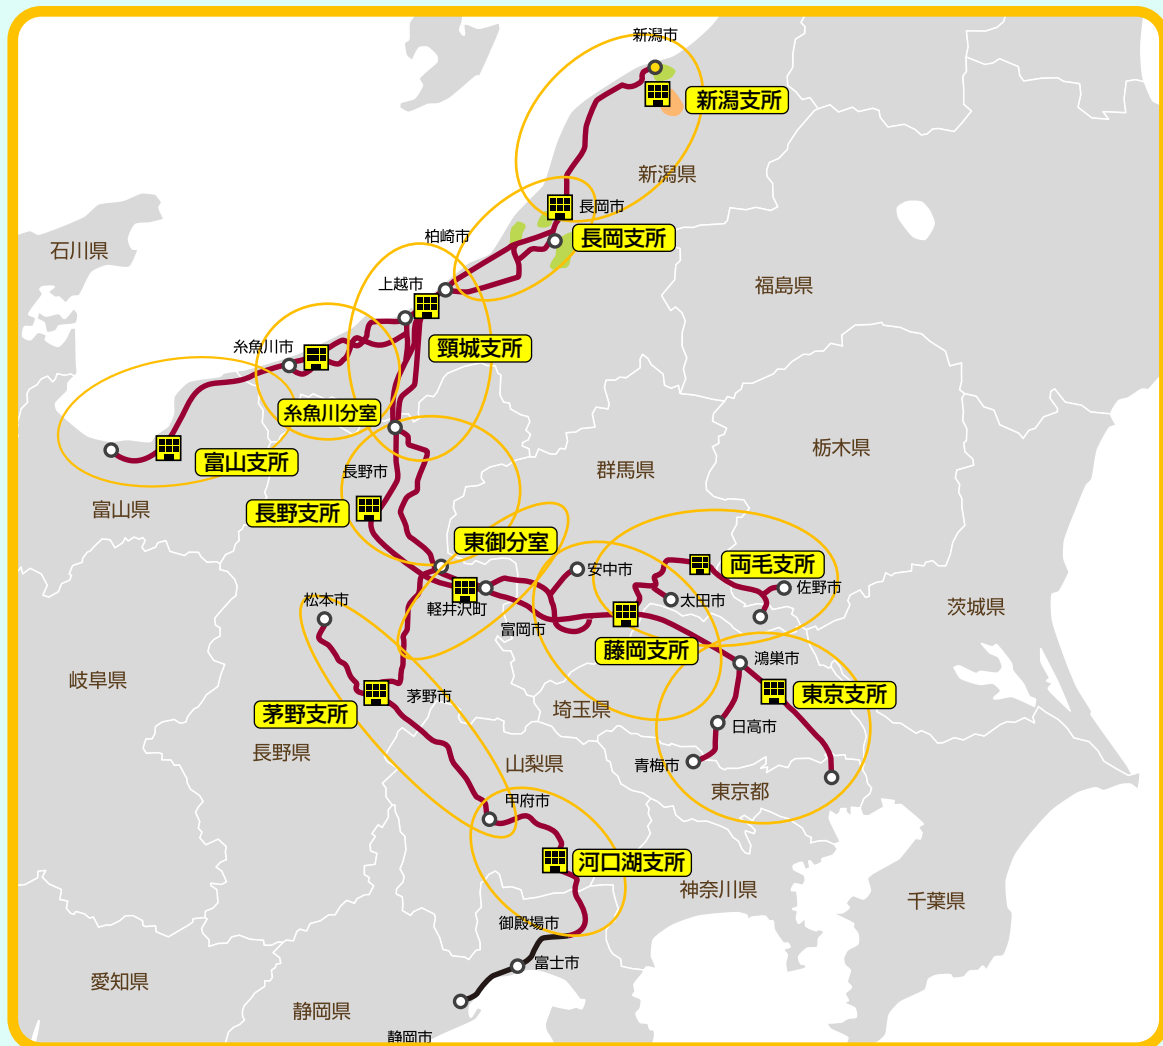 新潟市
新潟支所
新潟県
長岡市
柏崎市
長岡支所
石川県
上越市
福島県
糸魚川市
頸城支所
糸魚川分室
栃木県
富山支所
長野市
群馬県
富山県
長野支所
東御分室
両毛支所
安中市
佐野市
松本市
軽井沢町
太田市
茨城県
富岡市
藤岡支所
鴻巣市
岐阜県
茅野市
東京支所
茅野支所
埼玉県
日高市
長野県
山梨県
青梅市
東京都
甲府市
河口湖支所
神奈川県
千葉県
御殿場市
富士市
愛知県
静岡県
静岡市